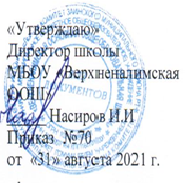 «Утверждаю»
Директор школы
МБОУ «Верхненалимская
ООШ»
Насиров И.И
Приказ №70
от «31» августа 2021 г.